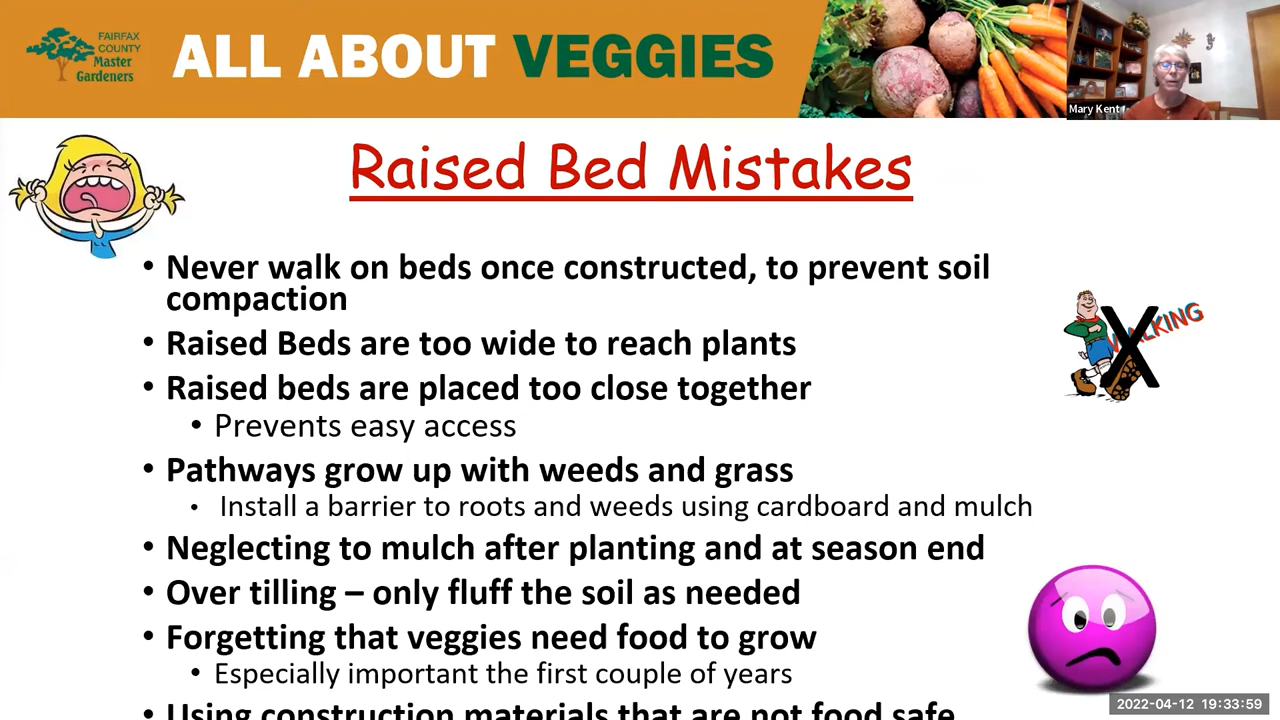 FAIRFAX
COUNTY
Master
Gardeners
ALL ABOUT VEGGIES
Mary Kent
Raised Bed Mistakes
• Never walk on beds once constructed, to prevent soil
compaction
• Raised Beds are too wide to reach plants
• Raised beds are placed too close together
• Prevents easy access
WALKING
• Pathways grow up with weeds and grass
• Install a barrier to roots and weeds using cardboard and mulch
• Neglecting to mulch after planting and at season end
• Over tilling – only fluff the soil as needed
• Forgetting that veggies need food to grow
• Especially important the first couple of years
• Using construction materials that are not food safe
2022-04-12 19:33:59